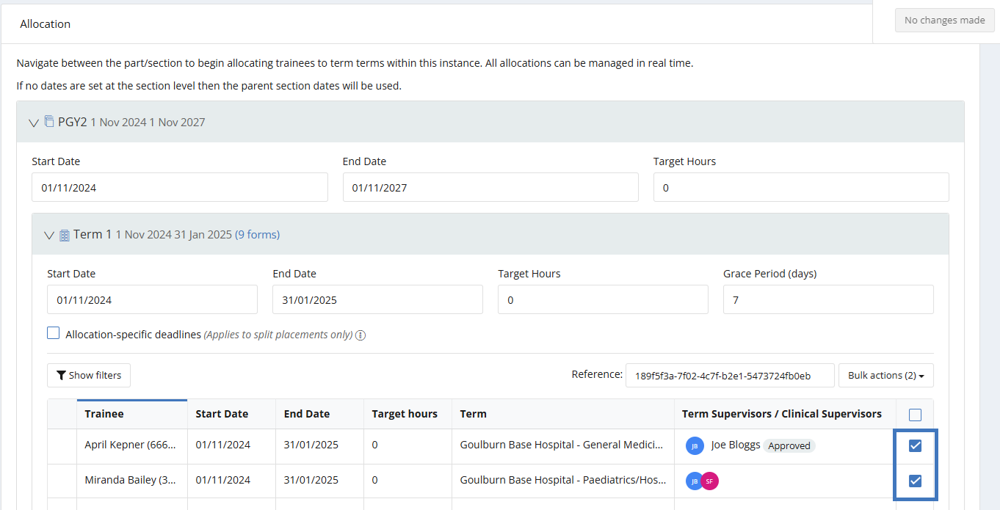 Allocation
No changes made
Navigate between the part/section to begin allocating trainees to term terms within this instance. All allocations can be managed in real time.
If no dates are set at the section level then the parent section dates will be used.
PGY2 1 Nov 2024 1 Nov 2027
Start Date End Date Target Hours
01/11/2024 01/11/2027 0
Term 1 1 Nov 2024 31 Jan 2025 (9 forms)
Start Date End Date Target Hours Grace Period (days)
01/11/2024 31/01/2025 0 7
Allocation-specific deadlines (Applies to split placements only)
Show filters Reference: 189f5f3a-7f02-4c7f-b2e1-5473724fb0eb Bulk actions (2)
Trainee Start Date End Date Target hours Term Term Supervisors / Clinical Supervisors
April Kepner (666... 01/11/2024 31/01/2025 0 Goulburn Base Hospital - General Medici... JB Joe Bloggs Approved
Miranda Bailey (3... 01/11/2024 31/01/2025 0 Goulburn Base Hospital - Paediatrics/Hos... JB SF